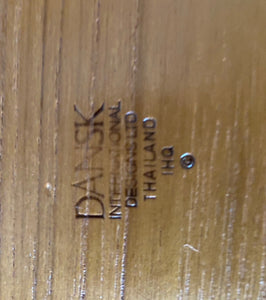 DANSK
INTERNATIONAL
DESIGNS LTD
THAILAND
IHQ
©